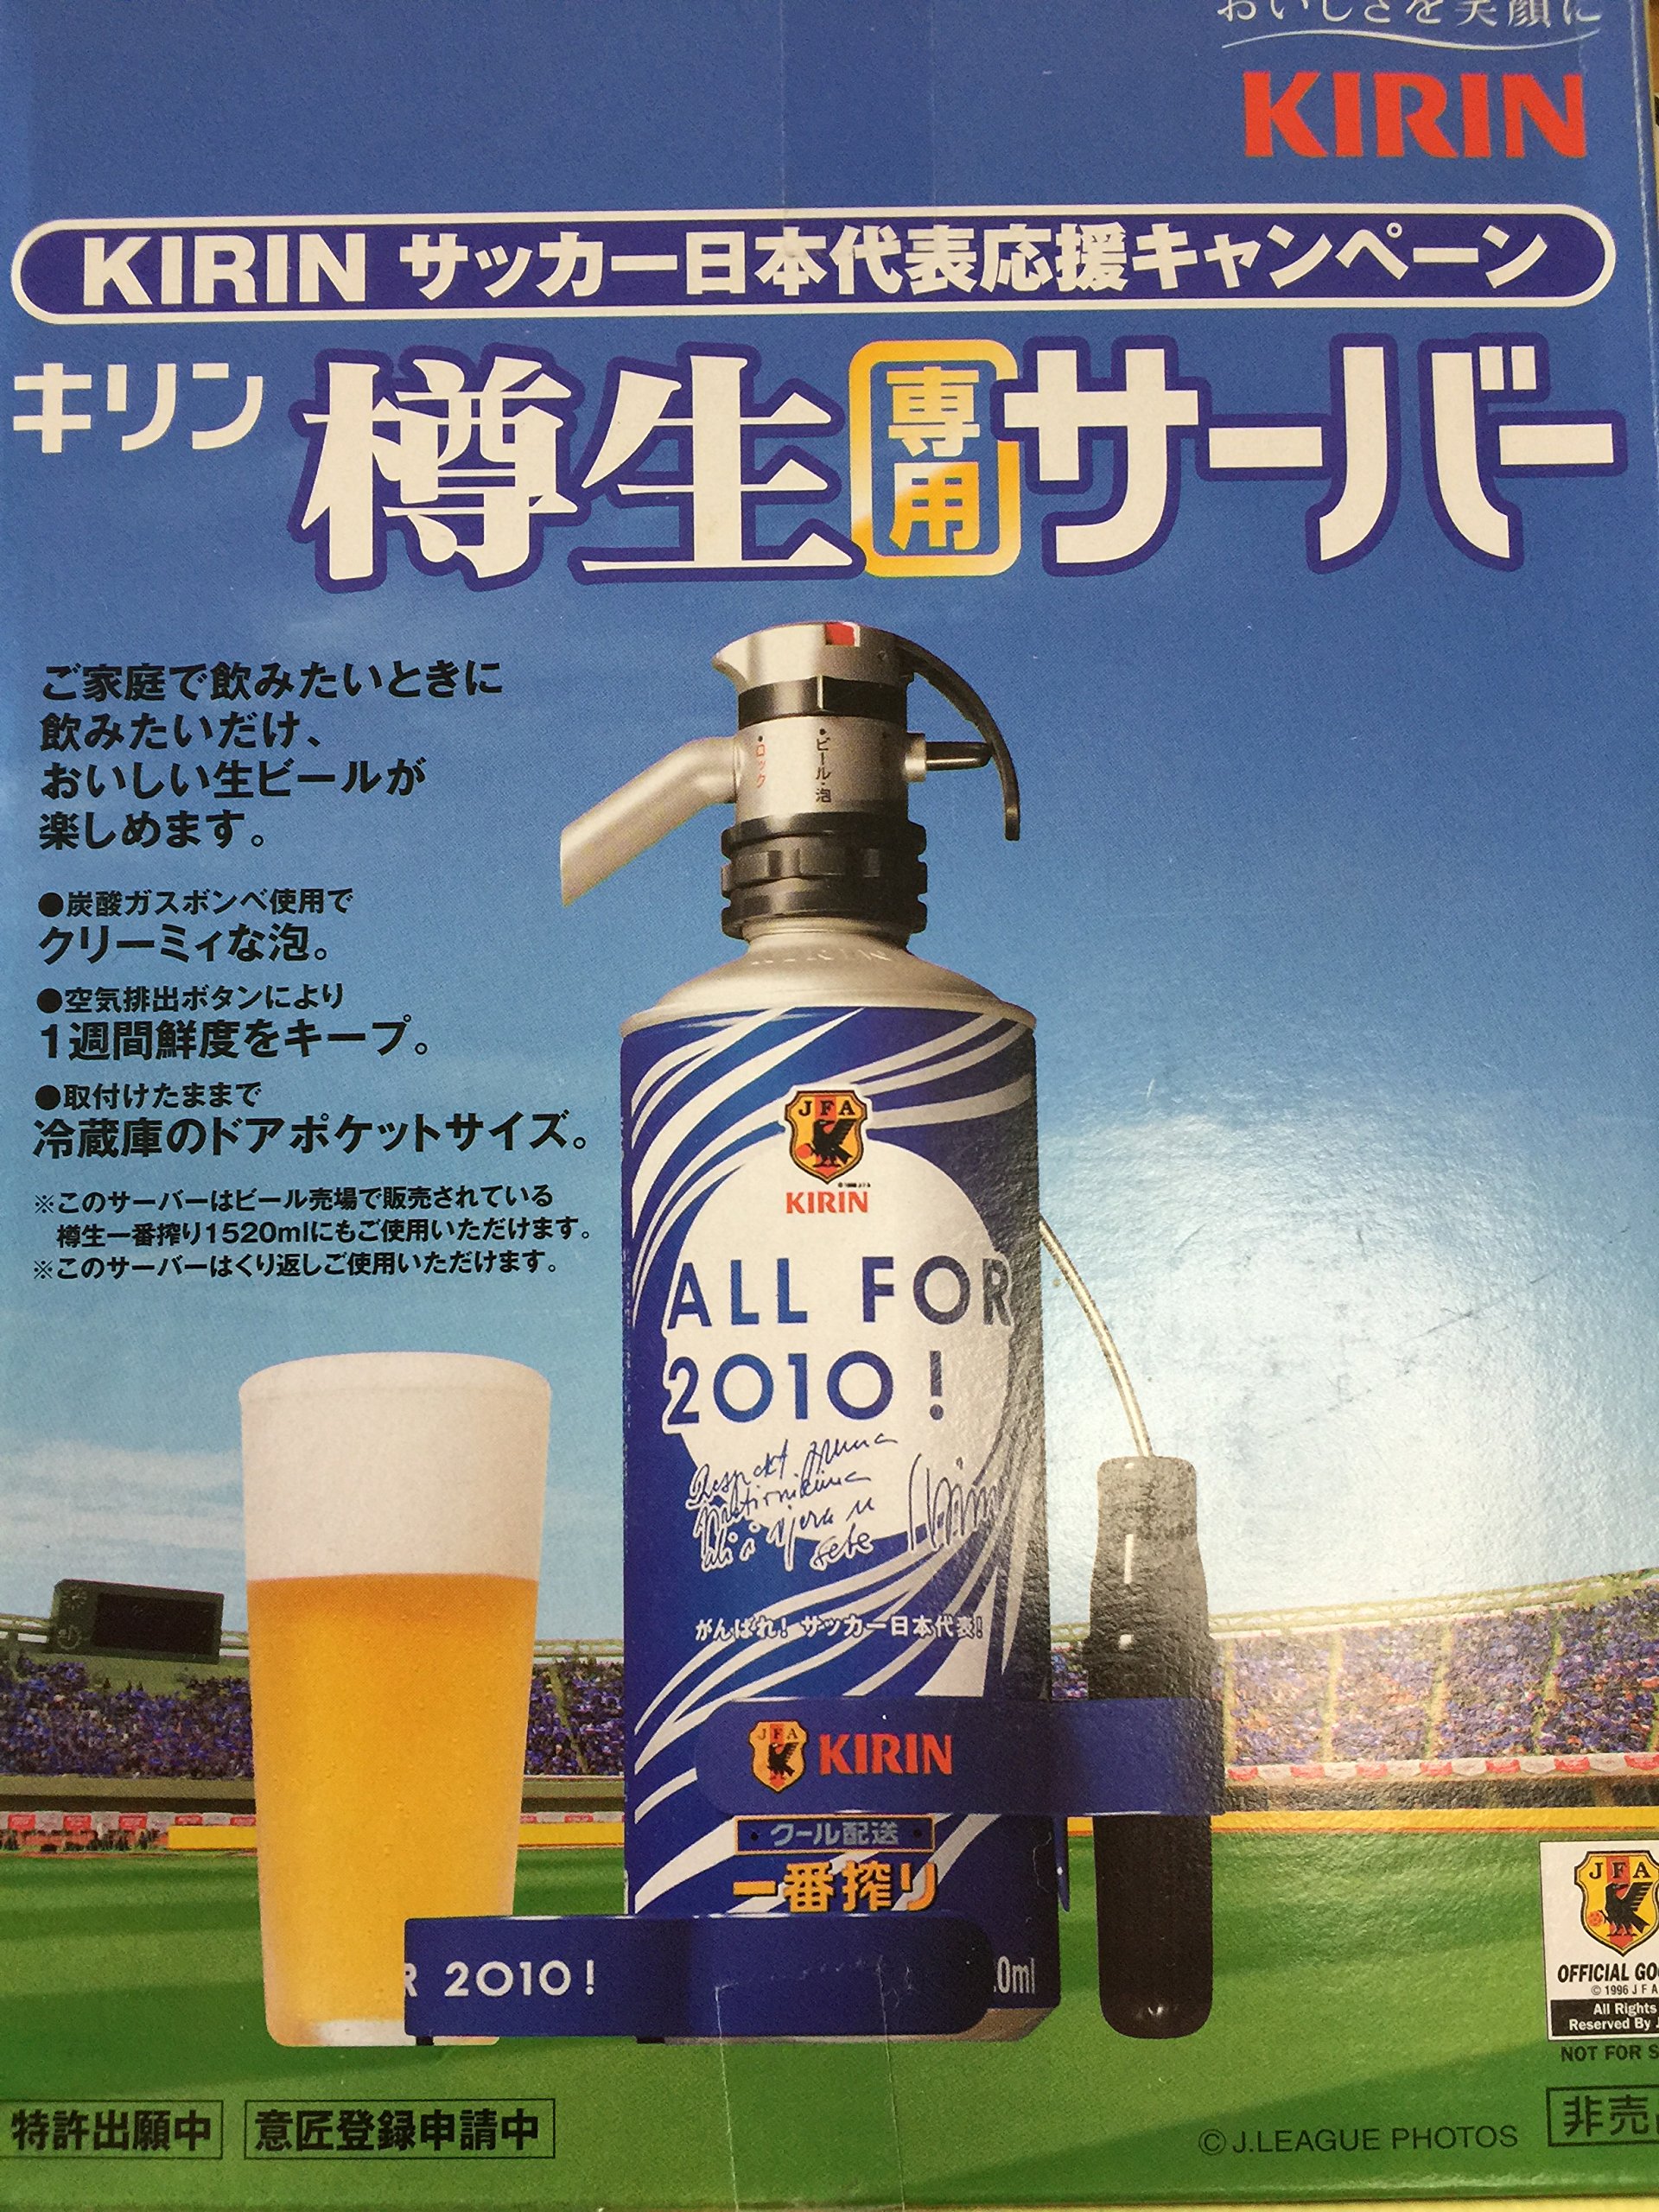 おいしさを笑顔に
KIRIN
KIRIN サッカー日本代表応援キャンペーン
キリン 樽生専用サーバー
ご家庭で飲みたいときに
飲みたいだけ、
おいしい生ビールが
楽しめます。
●炭酸ガスボンベ使用で
クリーミィな泡。
●空気排出ボタンにより
1週間鮮度をキープ。
●取付けたままで
冷蔵庫のドアポケットサイズ。
※このサーバーはビール売場で販売されている
樽生一番搾り1520mlにもご使用いただけます。
※このサーバーはくり返しご使用いただけます。
・ロック
・ビール・泡
KIRIN
JFA
KIRIN
ALL FOR
2010!
がんばれ!サッカー日本代表!
JFA
KIRIN
クール配送
一番搾り
R 2010!
0ml
JFA
OFFICIAL GO
© 1996 J F A
All Rights
Reserved By J
NOT FOR S
特許出願中
意匠登録申請中
©J.LEAGUE PHOTOS
非売